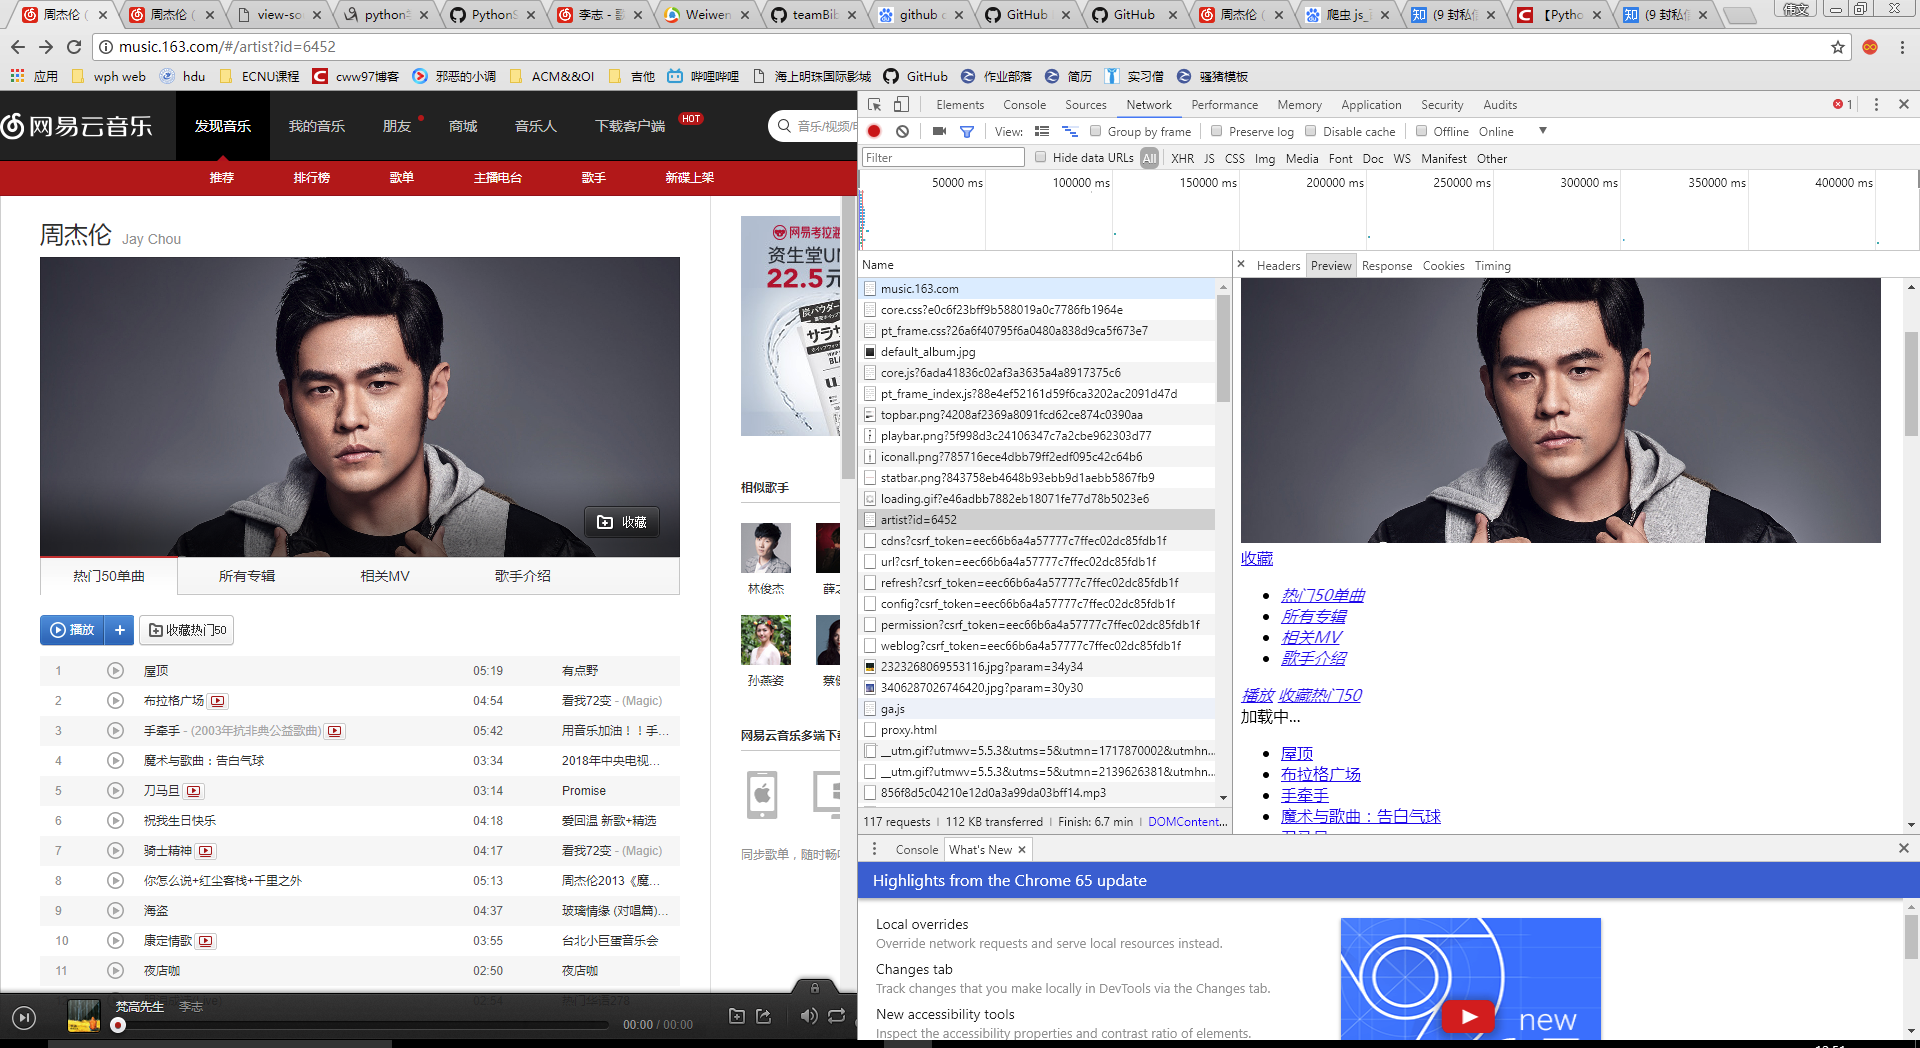 周杰伦（
周杰伦（
view-so
python
PythonS
李志 -
Weiwen
teamBib
github
GitHub
GitHub
周杰伦（
爬虫 js
(9 封私信
【Pytho
(9 封私信
伟文
music.163.com/#/artist?id=6452
应用
wph web
hdu
ECNU课程
cww97博客
邪恶的小调
ACM&&OI
吉他
哔哩哔哩
海上明珠国际影城
GitHub
作业部落
简历
实习僧
骚猪模板
网易云音乐
发现音乐
我的音乐
朋友
商城
音乐人
下载客户端
HOT
音乐/视频/
推荐
排行榜
歌单
主播电台
歌手
新碟上架
周杰伦 Jay Chou
收藏
热门50单曲
所有专辑
相关MV
歌手介绍
播放
+
收藏热门50
1 屋顶 05:19 有点野
2 布拉格广场 04:54 看我72变 - (Magic)
3 手牵手 - (2003年抗非典公益歌曲) 05:42 用音乐加油！！手...
4 魔术与歌曲：告白气球 03:34 2018年中央电视...
5 刀马旦 03:14 Promise
6 祝我生日快乐 04:18 爱回温 新歌+精选
7 骑士精神 04:17 看我72变 - (Magic)
8 你怎么说+红尘客栈+千里之外 05:13 周杰伦2013《魔...
9 海盗 04:37 玻璃情缘 (对唱篇)...
10 康定情歌 03:55 台北小巨蛋音乐会
11 夜店咖 02:50 夜店咖
网易考拉海
资生堂UN
22.5元
相似歌手
林俊杰
薛之
孙燕姿
蔡健
网易云音乐多端下载
同步歌单，随时畅
梵高先生 李志
00:00 / 00:00
Elements
Console
Sources
Network
Performance
Memory
Application
Security
Audits
1
View:
Group by frame
Preserve log
Disable cache
Offline
Online
Filter
Hide data URLs
All
XHR
JS
CSS
Img
Media
Font
Doc
WS
Manifest
Other
50000 ms
100000 ms
150000 ms
200000 ms
250000 ms
300000 ms
350000 ms
400000 ms
Name
music.163.com
core.css?e0c6f23bff9b588019a0c7786fb1964e
pt_frame.css?26a6f40795f6a0480a838d9ca5f673e7
default_album.jpg
core.js?6ada41836c02af3a3635a4a8917375c6
pt_frame_index.js?88e4ef52161d59f6ca3202ac2091d47d
topbar.png?4208af2369a8091fcd62ce874c0390aa
playbar.png?5f998d3c24106347c7a2cbe962303d77
iconall.png?785716ece4dbb79ff2edf095c42c64b6
statbar.png?843758eb4648b93ebb9d1aebb5867fb9
loading.gif?e46adbb7882eb18071fe77d78b5023e6
artist?id=6452
cdns?csrf_token=eec66b6a4a57777c7ffec02dc85fdb1f
url?csrf_token=eec66b6a4a57777c7ffec02dc85fdb1f
refresh?csrf_token=eec66b6a4a57777c7ffec02dc85fdb1f
config?csrf_token=eec66b6a4a57777c7ffec02dc85fdb1f
permission?csrf_token=eec66b6a4a57777c7ffec02dc85fdb1f
weblog?csrf_token=eec66b6a4a57777c7ffec02dc85fdb1f
2323268069553116.jpg?param=34y34
3406287026746420.jpg?param=30y30
ga.js
proxy.html
__utm.gif?utmwv=5.5.3&utms=5&utmn=1717870002&utmhn...
__utm.gif?utmwv=5.5.3&utms=5&utmn=2139626381&utmhn...
856f8d5c04210e12d0a3a99da03bff14.mp3
117 requests | 112 KB transferred | Finish: 6.7 min | DOMContent...
Headers
Preview
Response
Cookies
Timing
收藏
热门50单曲
所有专辑
相关MV
歌手介绍
播放 收藏热门50
加载中...
屋顶
布拉格广场
手牵手
魔术与歌曲：告白气球
刀马旦
Console
What's New
Highlights from the Chrome 65 update
Local overrides
Override network requests and serve local resources instead.
Changes tab
Track changes that you make locally in DevTools via the Changes tab.
New accessibility tools
Inspect the accessibility properties and contrast ratio of elements.
new